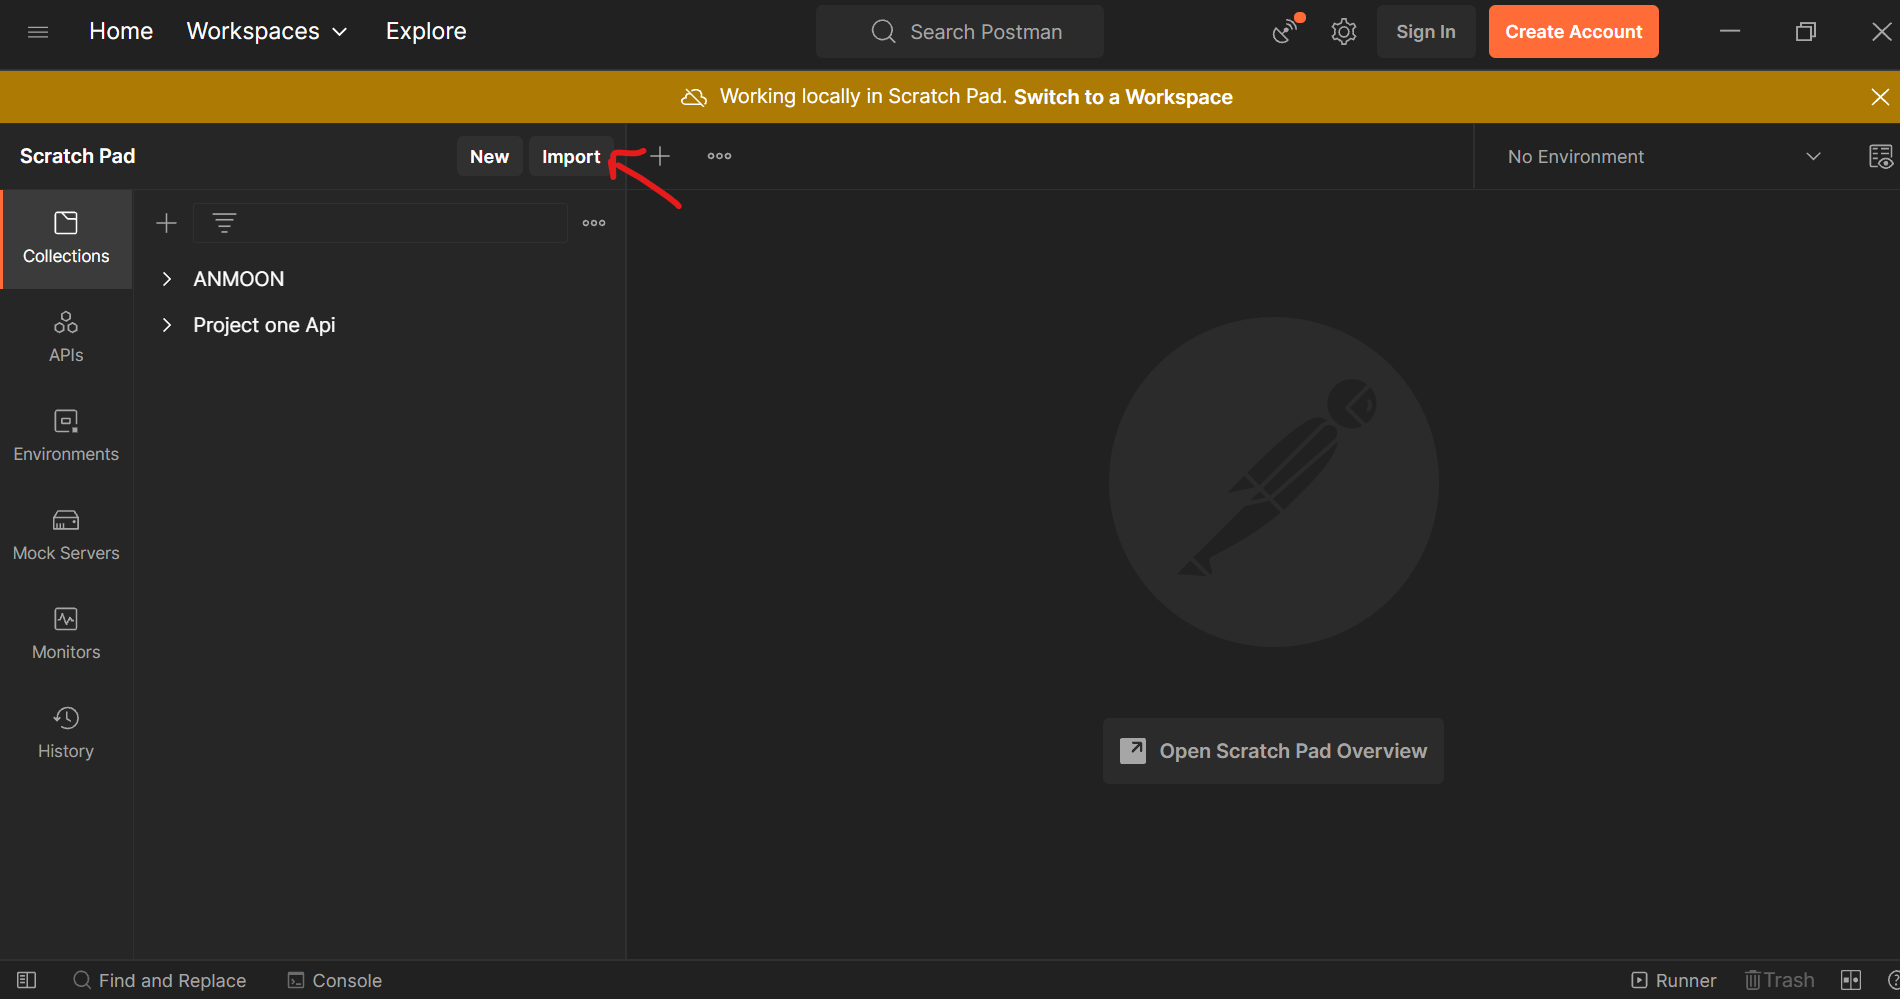 Home Workspaces Explore Search Postman Sign In Create Account
Working locally in Scratch Pad. Switch to a Workspace
Scratch Pad New Import No Environment
Collections
ANMOON
Project one Api
APIs
Environments
Mock Servers
Monitors
History
Open Scratch Pad Overview
Find and Replace Console Runner Trash